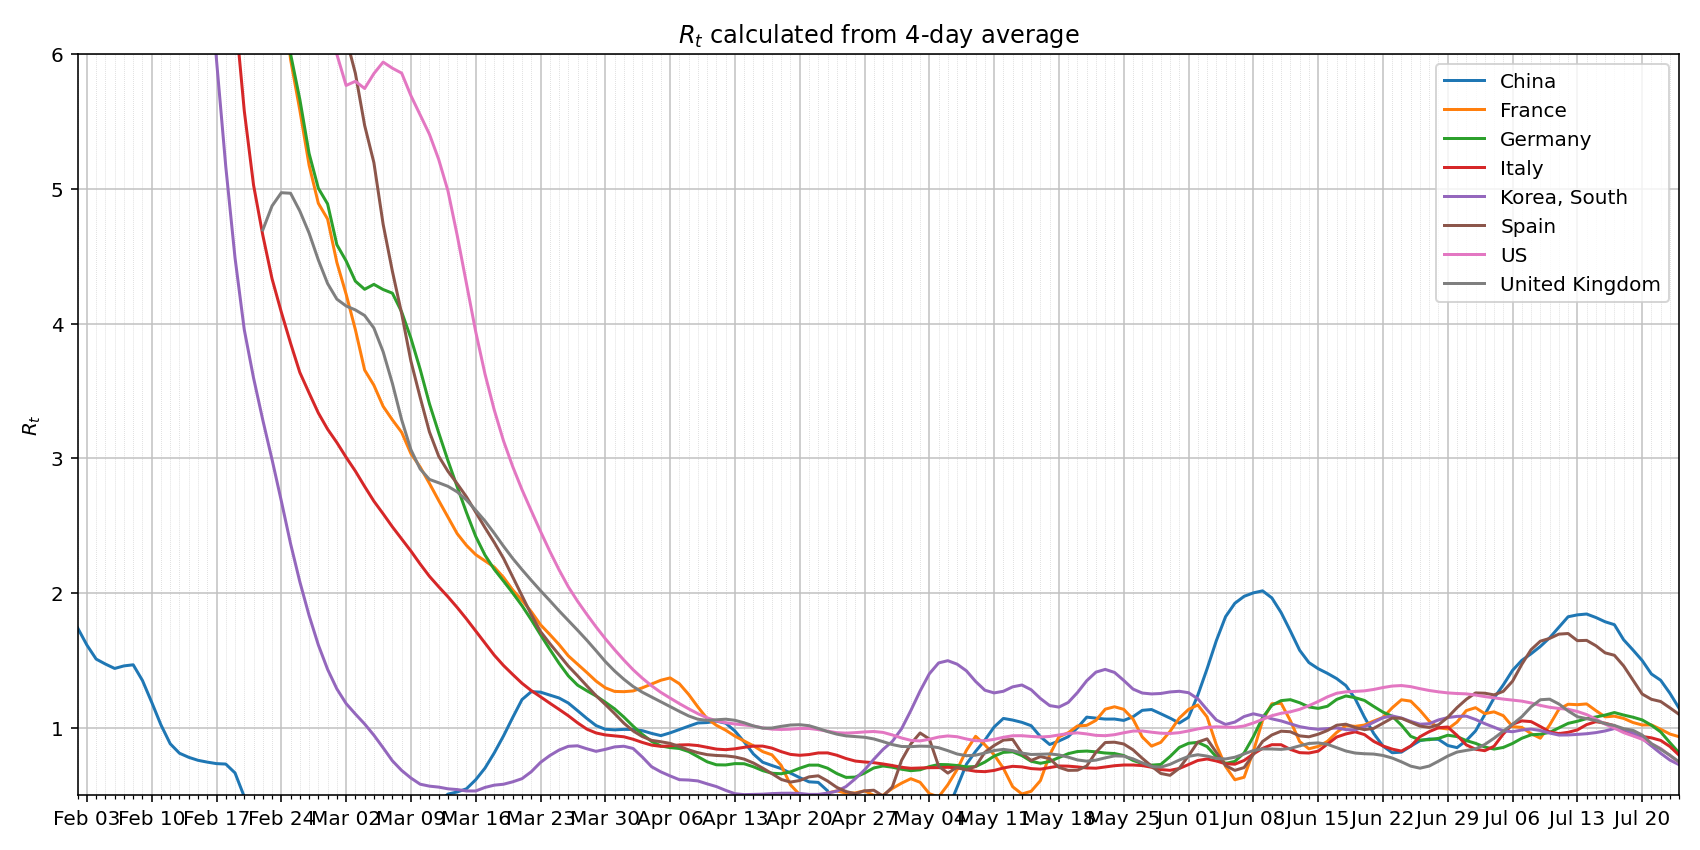 Rt calculated from 4-day average
6
5
4
3
2
1
Rt
China
France
Germany
Italy
Korea, South
Spain
US
United Kingdom
Feb 03 Feb 10 Feb 17 Feb 24 Mar 02 Mar 09 Mar 16 Mar 23 Mar 30 Apr 06 Apr 13 Apr 20 Apr 27 May 04 May 11 May 18 May 25 Jun 01 Jun 08 Jun 15 Jun 22 Jun 29 Jul 06 Jul 13 Jul 20